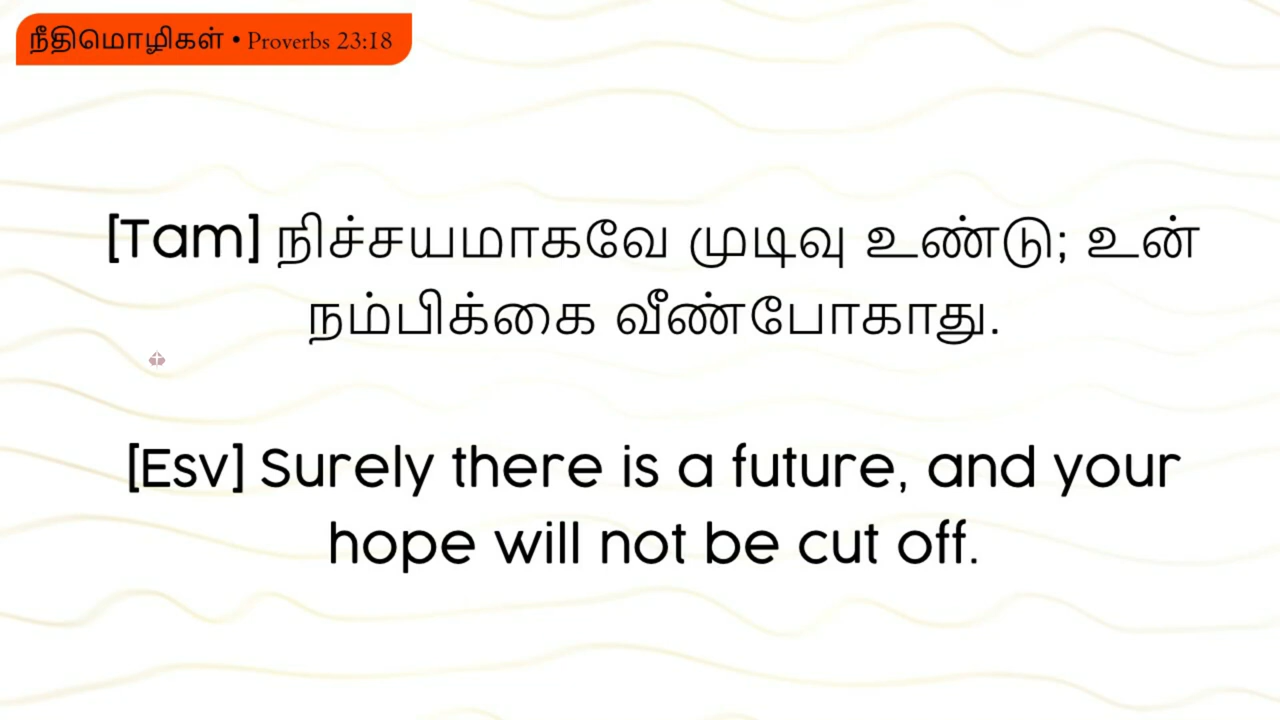 நீதிமொழிகள் • Proverbs 23:18
[Tam] நிச்சயமாகவே முடிவு உண்டு; உன்
நம்பிக்கை வீண்போகாது.
[Esv] Surely there is a future, and your
hope will not be cut off.